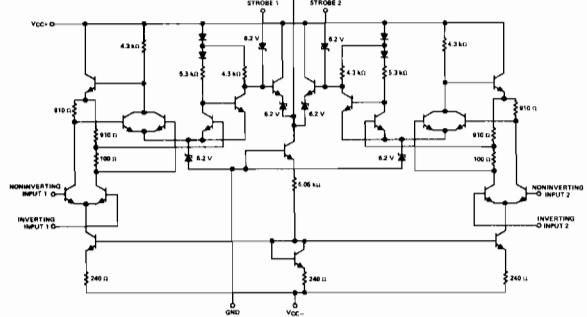 STROBE 1 STROBE 2
VCC+
4.3 kΩ 6.2 V 6.2 V 4.3 kΩ
5.3 kΩ 4.3 kΩ 4.3 kΩ 5.3 kΩ
910 Ω 6.2 V 6.2 V 910 Ω
910 Ω 910 Ω
100 Ω 6.2 V 6.2 V 100 Ω
NONINVERTING
INPUT 1
NONINVERTING
INPUT 2
INVERTING
INPUT 1
INVERTING
INPUT 2
240 Ω 240 Ω 240 Ω
GND VCC−